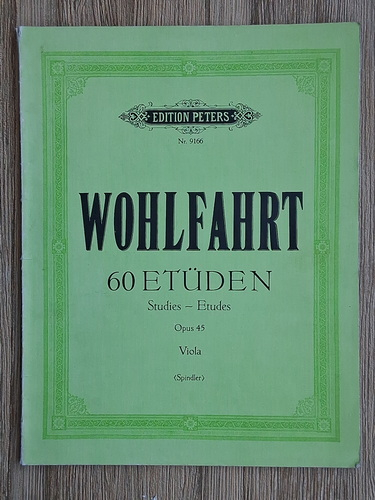 EDITION PETERS
Nr. 9166
WOHLFAHRT
60 ETÜDEN
Studies – Etudes
Opus 45
Viola
(Spindler)